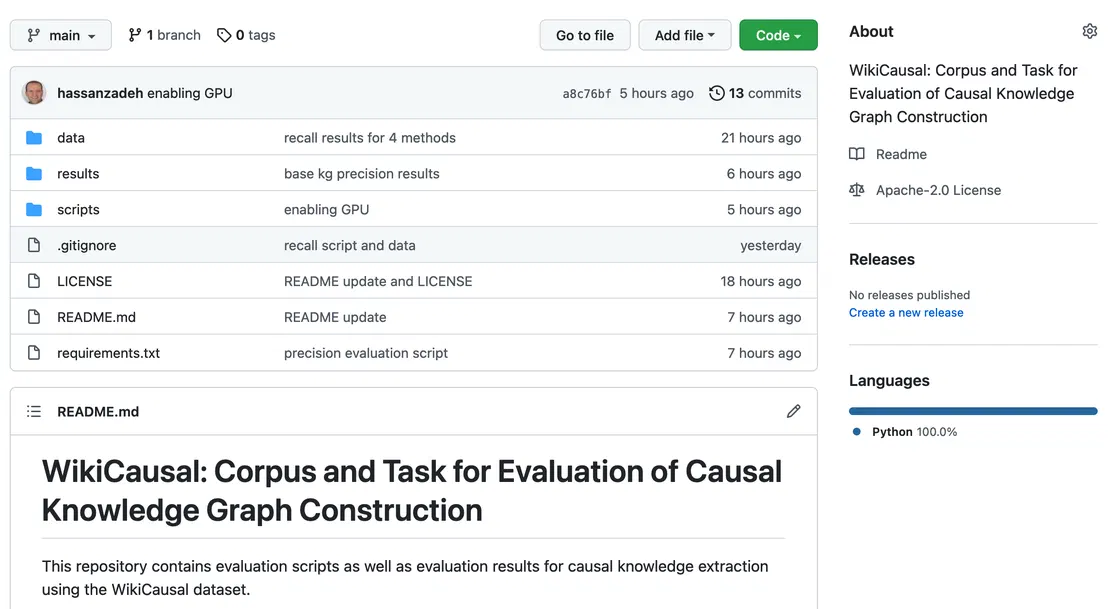 main
1 branch
0 tags
Go to file
Add file
Code
hassanzadeh enabling GPU
a8c76bf 5 hours ago
13 commits
data recall results for 4 methods 21 hours ago
results base kg precision results 6 hours ago
scripts enabling GPU 5 hours ago
.gitignore recall script and data yesterday
LICENSE README update and LICENSE 18 hours ago
README.md README update 7 hours ago
requirements.txt precision evaluation script 7 hours ago
README.md
WikiCausal: Corpus and Task for Evaluation of Causal
Knowledge Graph Construction
This repository contains evaluation scripts as well as evaluation results for causal knowledge extraction
using the WikiCausal dataset.
About
WikiCausal: Corpus and Task for
Evaluation of Causal Knowledge
Graph Construction
Readme
Apache-2.0 License
Releases
No releases published
Create a new release
Languages
Python 100.0%